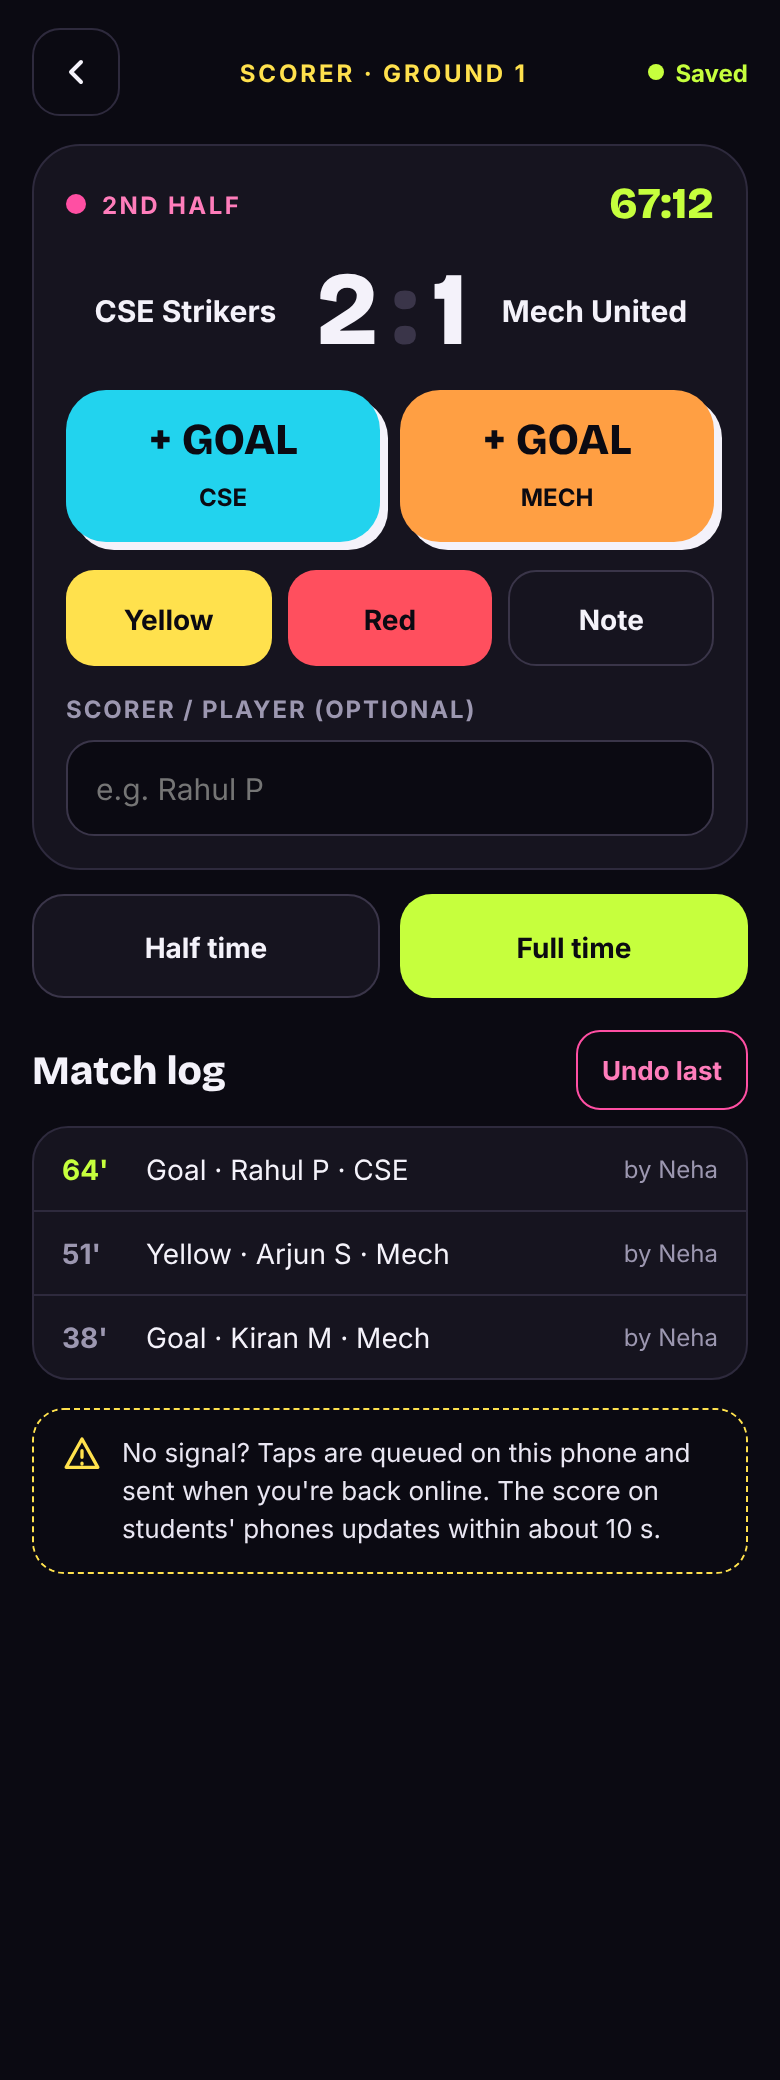 SCORER · GROUND 1
Saved
2ND HALF
67:12
CSE Strikers 2:1 Mech United
+ GOAL
CSE
+ GOAL
MECH
Yellow
Red
Note
SCORER / PLAYER (OPTIONAL)
e.g. Rahul P
Half time
Full time
Match log
Undo last
64' Goal · Rahul P · CSE by Neha
51' Yellow · Arjun S · Mech by Neha
38' Goal · Kiran M · Mech by Neha
No signal? Taps are queued on this phone and
sent when you're back online. The score on
students' phones updates within about 10 s.